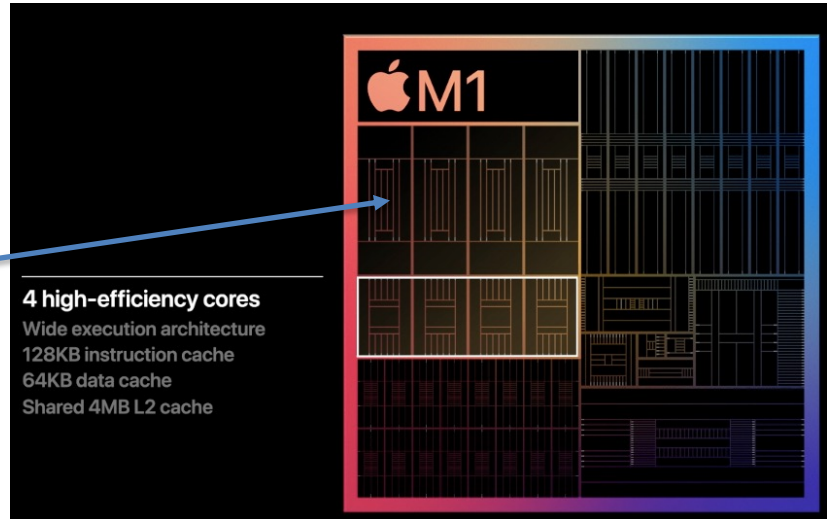 M1
4 high-efficiency cores
Wide execution architecture
128KB instruction cache
64KB data cache
Shared 4MB L2 cache